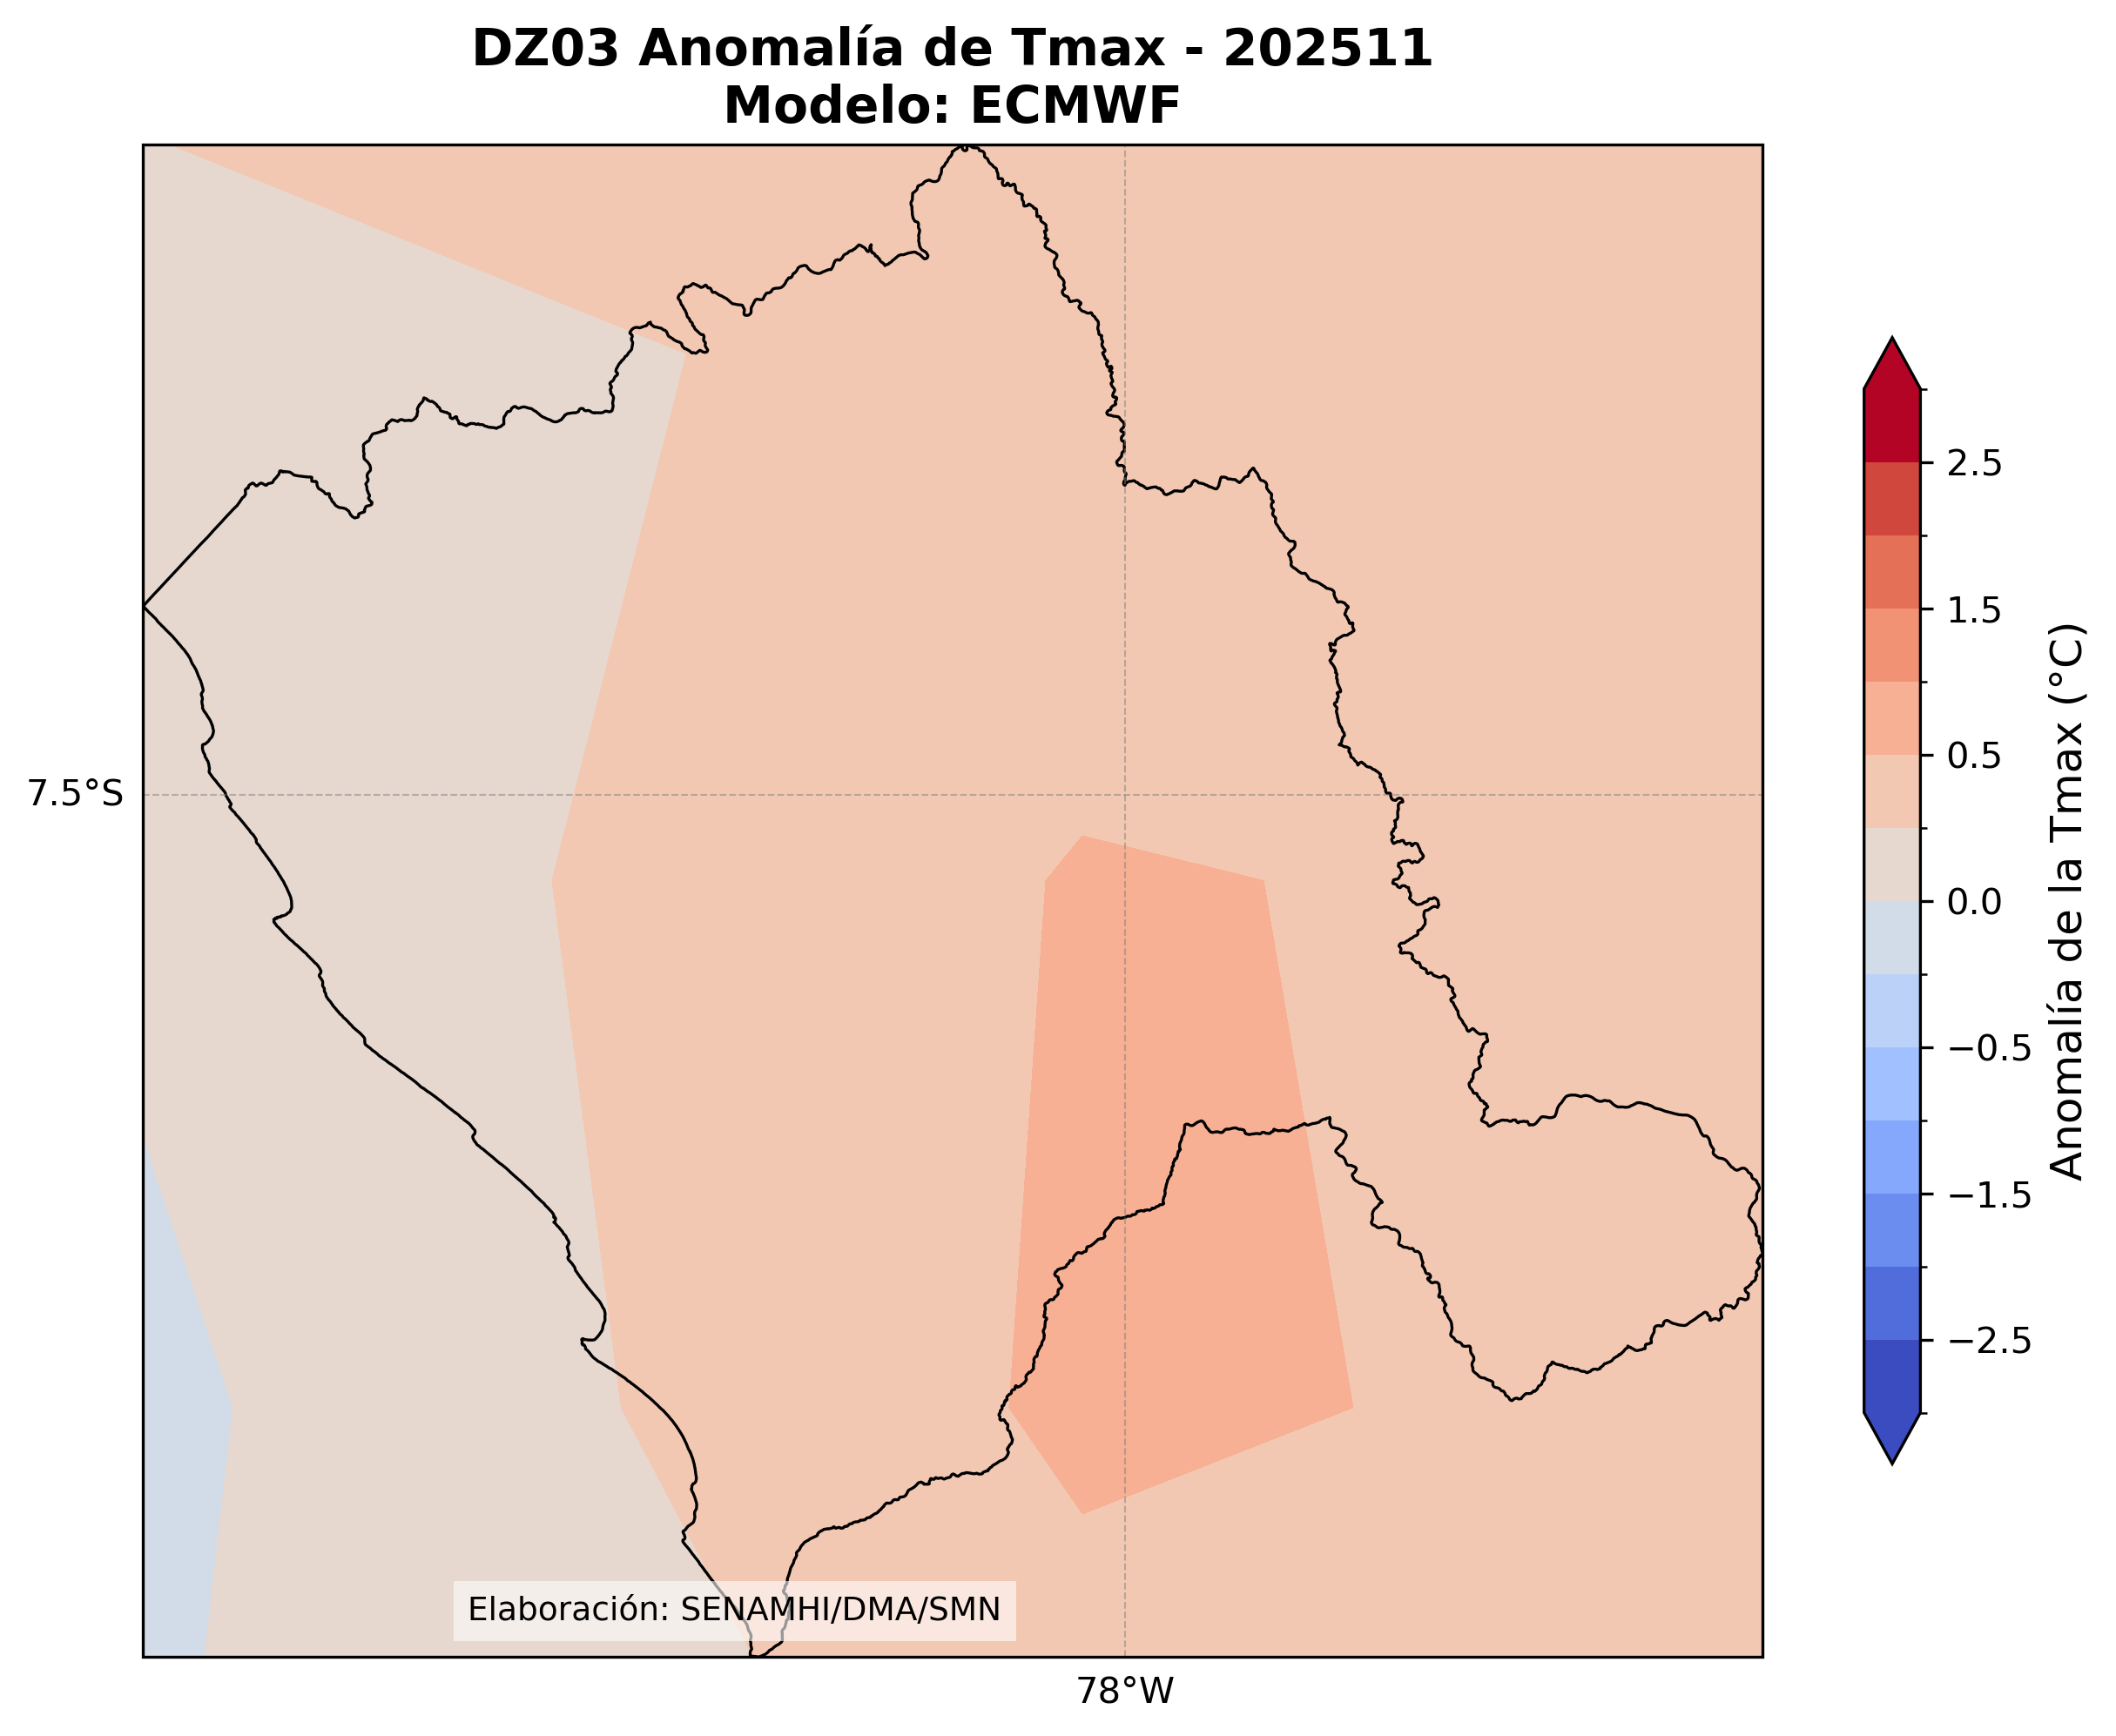 DZ03 Anomalía de Tmax - 202511
Modelo: ECMWF
7.5°S
78°W
Elaboración: SENAMHI/DMA/SMN
2.5
1.5
0.5
0.0
−0.5
−1.5
−2.5
Anomalía de la Tmax (°C)